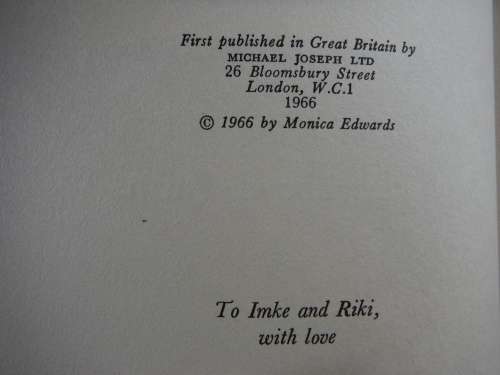 First published in Great Britain by
MICHAEL JOSEPH LTD
26 Bloomsbury Street
London, W.C.1
1966
© 1966 by Monica Edwards
To Imke and Riki,
with love